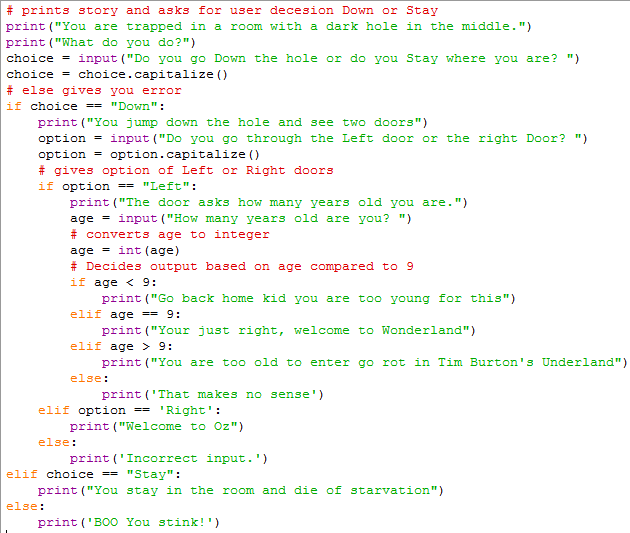 # prints story and asks for user decesion Down or Stay
print("You are trapped in a room with a dark hole in the middle.")
print("What do you do?")
choice = input("Do you go Down the hole or do you Stay where you are? ")
choice = choice.capitalize()
# else gives you error
if choice == "Down":
    print("You jump down the hole and see two doors")
    option = input("Do you go through the Left door or the right Door? ")
    option = option.capitalize()
    # gives option of Left or Right doors
    if option == "Left":
        print("The door asks how many years old you are.")
        age = input("How many years old are you? ")
        # converts age to integer
        age = int(age)
        # Decides output based on age compared to 9
        if age < 9:
            print("Go back home kid you are too young for this")
        elif age == 9:
            print("Your just right, welcome to Wonderland")
        elif age > 9:
            print("You are too old to enter go rot in Tim Burton's Underland")
        else:
            print('That makes no sense')
    elif option == 'Right':
        print("Welcome to Oz")
    else:
        print('Incorrect input.')
elif choice == "Stay":
    print("You stay in the room and die of starvation")
else:
    print('BOO You stink!')